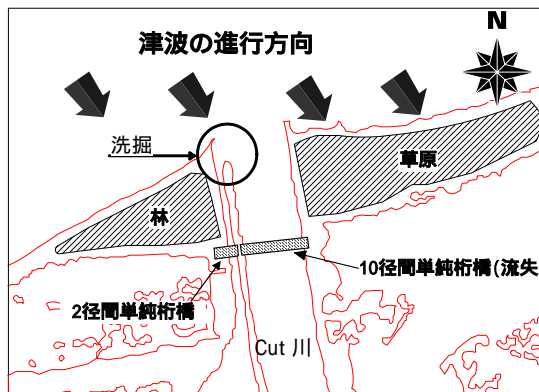 津波の進行方向
N
洗掘
草原
林
10径間単純桁橋(流失
2径間単純桁橋
Cut 川